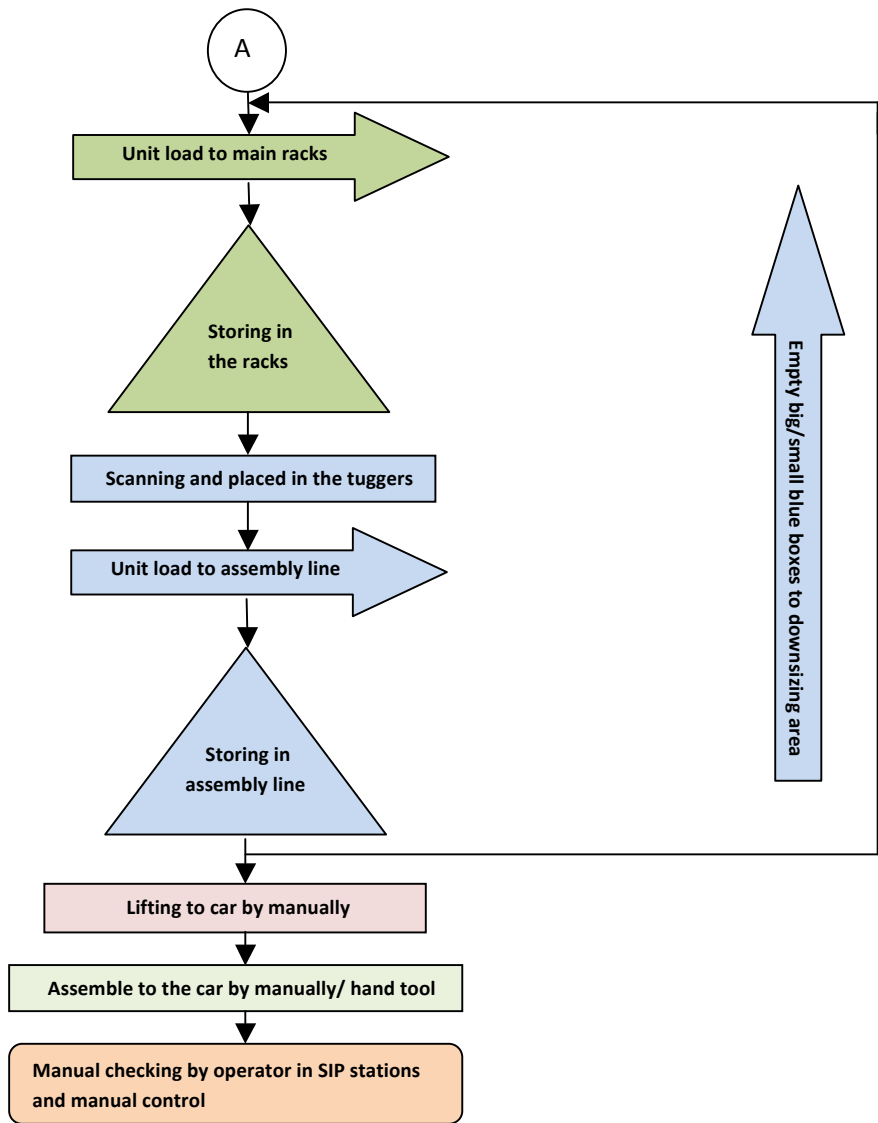 A
Unit load to main racks
Storing in
the racks
Scanning and placed in the tuggers
Unit load to assembly line
Storing in
assembly line
Empty big/small blue boxes to downsizing area
Lifting to car by manually
Assemble to the car by manually/ hand tool
Manual checking by operator in SIP stations
and manual control